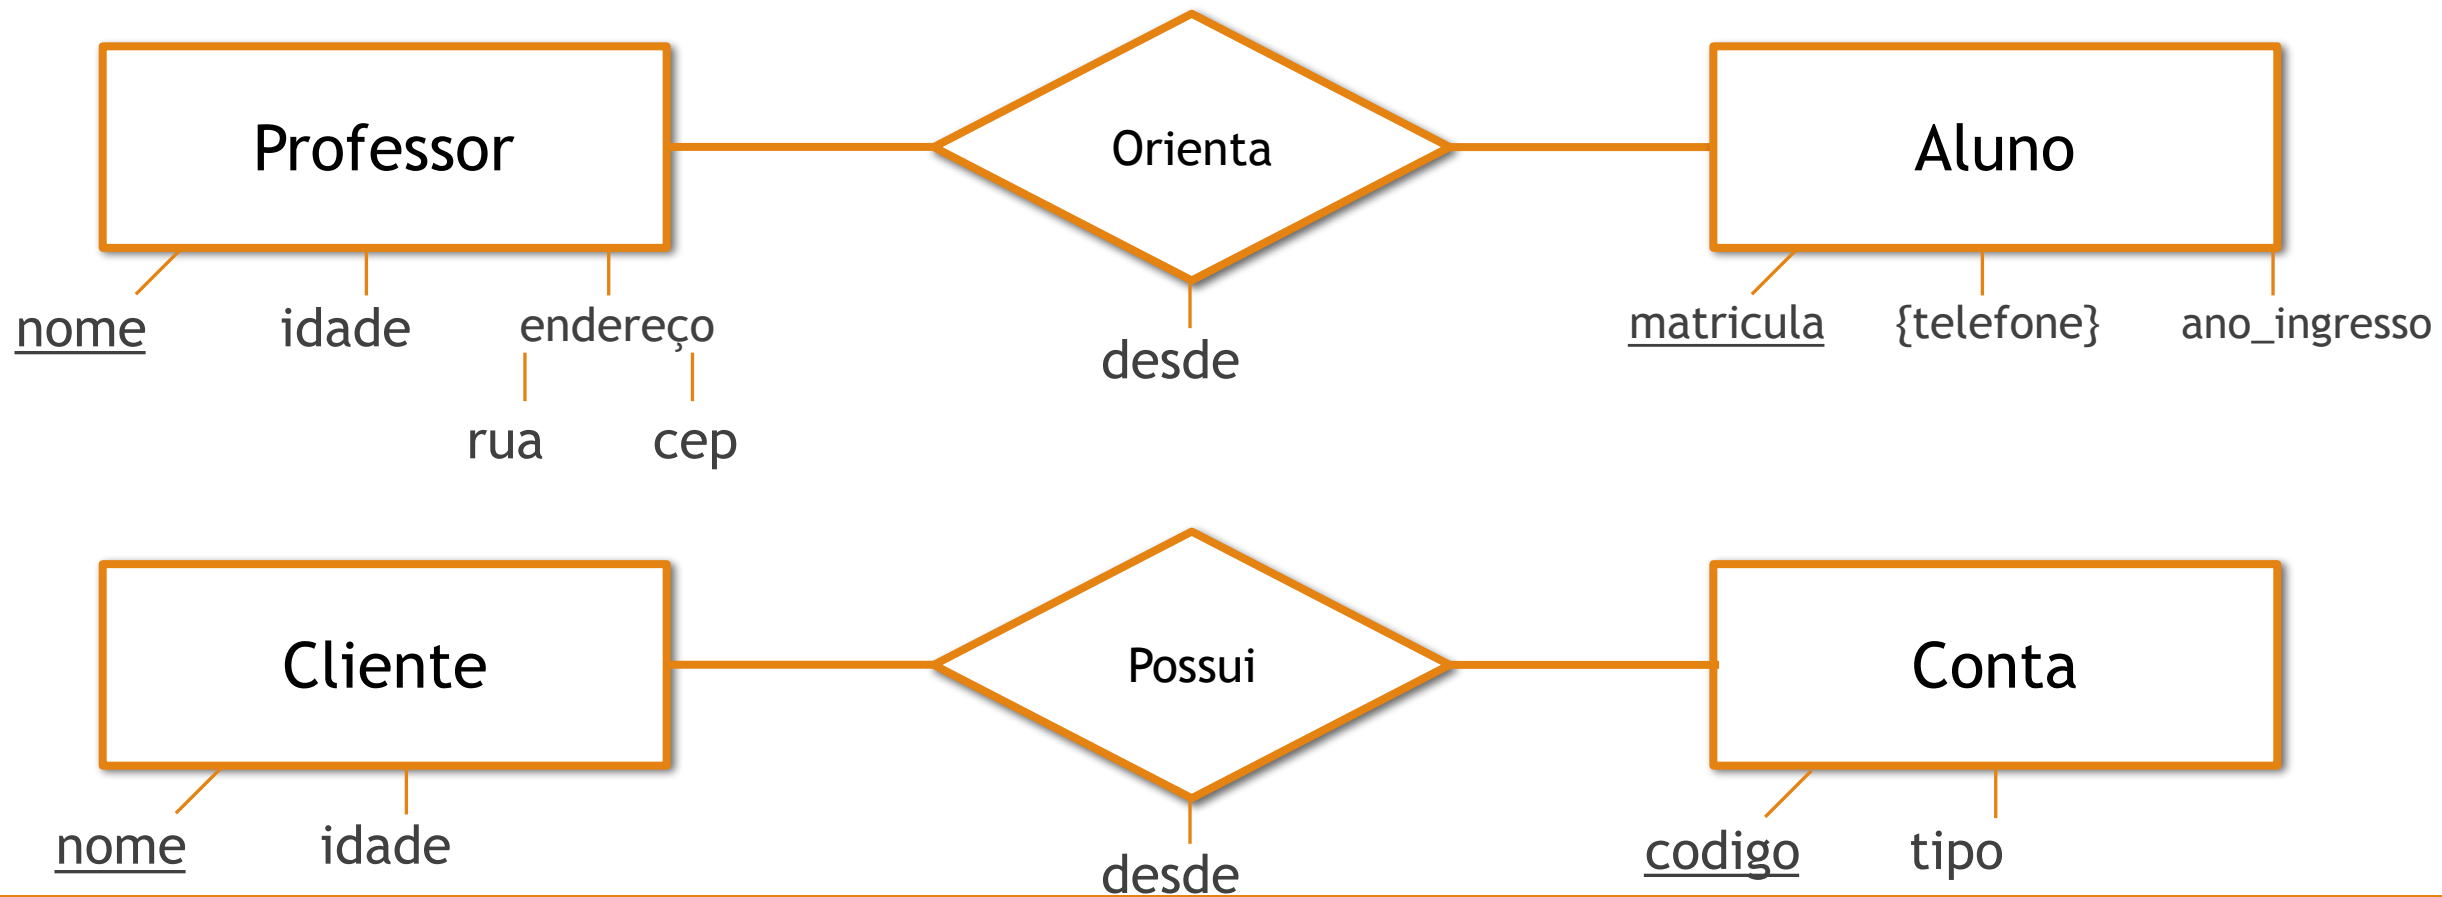 Professor
Orienta
Aluno
nome
idade
endereço
matricula
{telefone}
ano_ingresso
desde
rua
cep
Cliente
Possui
Conta
nome
idade
desde
codigo
tipo